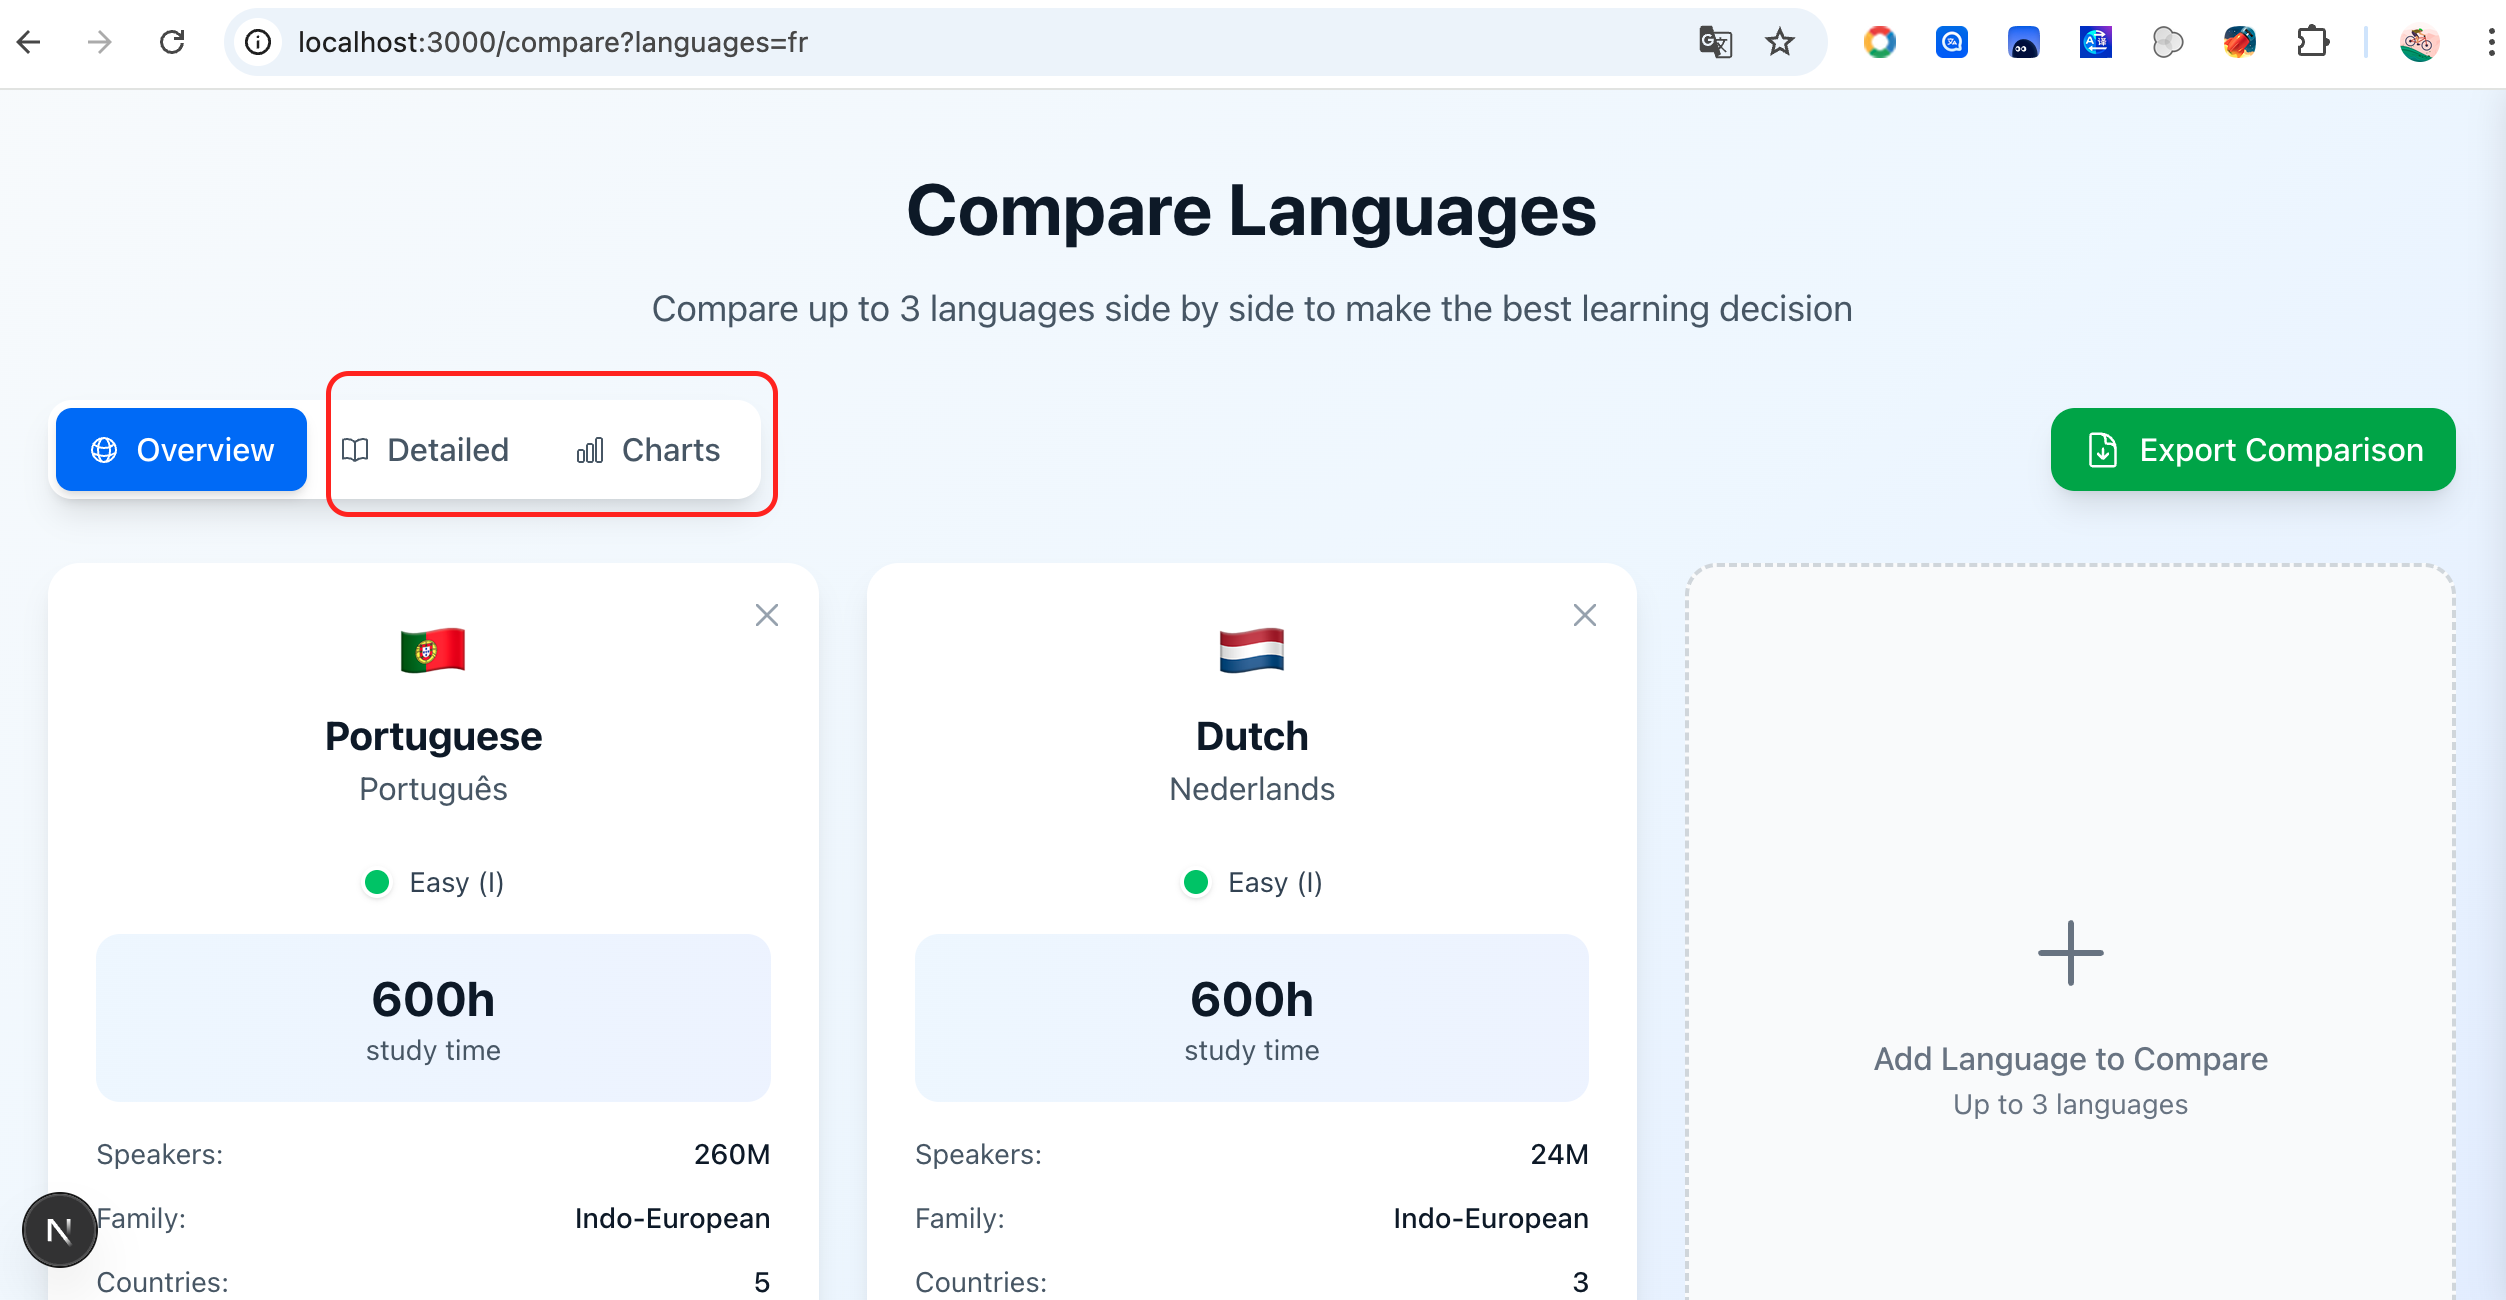 localhost:3000/compare?languages=fr
Compare Languages
Compare up to 3 languages side by side to make the best learning decision
Overview
Detailed
Charts
Export Comparison
Portuguese
Português
Easy (I)
600h
study time
Speakers: 260M
Family: Indo-European
Countries: 5
Dutch
Nederlands
Easy (I)
600h
study time
Speakers: 24M
Family: Indo-European
Countries: 3
Add Language to Compare
Up to 3 languages
N